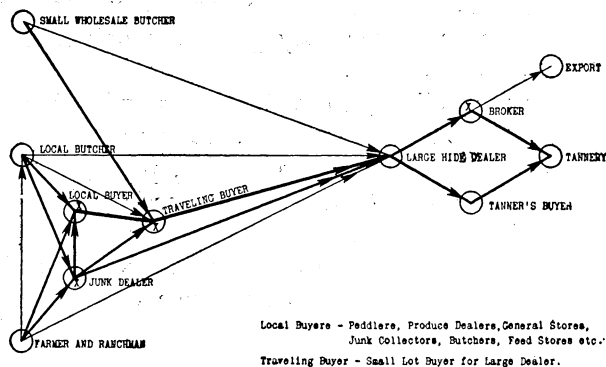 SMALL WHOLESALE BUTCHER
EXPORT
X
BROKER
LOCAL BUTCHER
LARGE HIDE DEALER
TANNERY
LOCAL BUYER
TRAVELING BUYER
X
X
TANNER'S BUYER
X
JUNK DEALER
FARMER AND RANCHMAN
Local Buyers - Peddlers, Produce Dealers, General Stores,
Junk Collectors, Butchers, Feed Stores etc.
Traveling Buyer - Small Lot Buyer for Large Dealer.